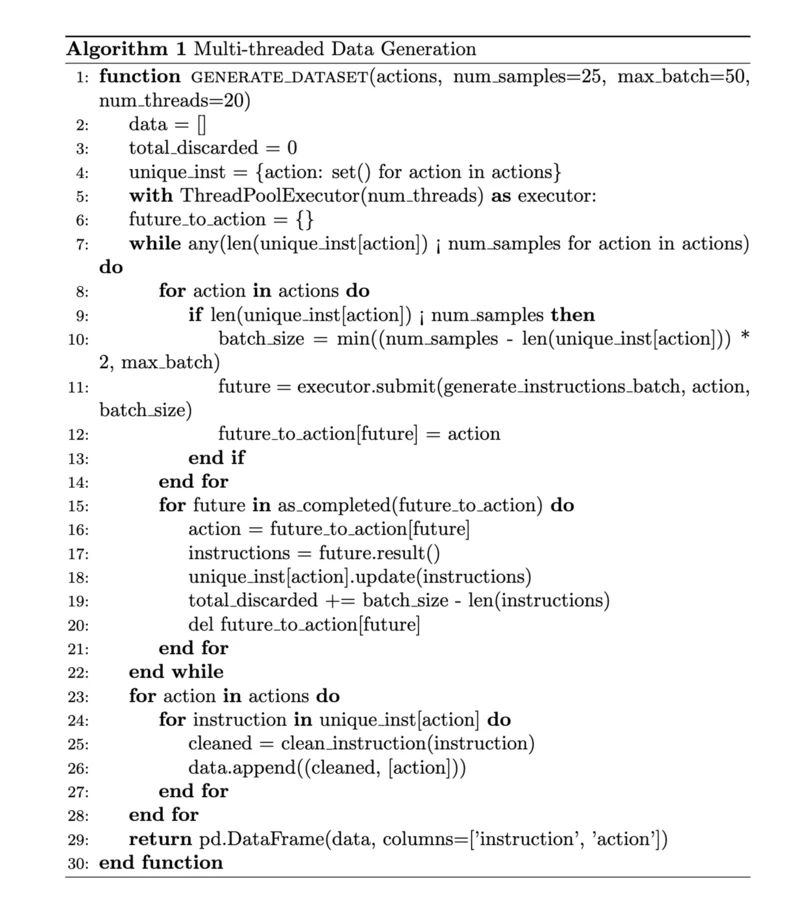 Algorithm 1 Multi-threaded Data Generation
1: function GENERATE_DATASET(actions, num_samples=25, max_batch=50,
num_threads=20)
2: data = []
3: total_discarded = 0
4: unique_inst = {action: set() for action in actions}
5: with ThreadPoolExecutor(num_threads) as executor:
6: future_to_action = {}
7: while any(len(unique_inst[action]) ¡ num_samples for action in actions)
do
8: for action in actions do
9: if len(unique_inst[action]) ¡ num_samples then
10: batch_size = min((num_samples - len(unique_inst[action])) *
2, max_batch)
11: future = executor.submit(generate_instructions_batch, action,
batch_size)
12: future_to_action[future] = action
13: end if
14: end for
15: for future in as_completed(future_to_action) do
16: action = future_to_action[future]
17: instructions = future.result()
18: unique_inst[action].update(instructions)
19: total_discarded += batch_size - len(instructions)
20: del future_to_action[future]
21: end for
22: end while
23: for action in actions do
24: for instruction in unique_inst[action] do
25: cleaned = clean_instruction(instruction)
26: data.append((cleaned, [action]))
27: end for
28: end for
29: return pd.DataFrame(data, columns=['instruction', 'action'])
30: end function